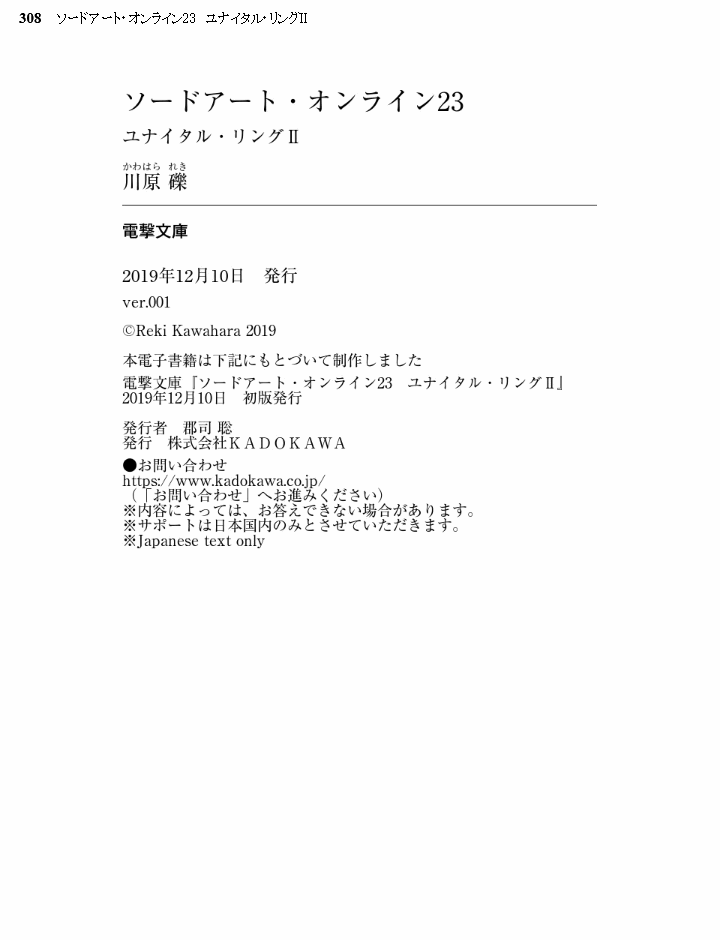 308 ソードアート・オンライン23 ユナイタル・リングII
ソードアート・オンライン23
ユナイタル・リングⅡ
かわはら れき
川原 礫
電撃文庫
2019年12月10日 発行
ver.001
©Reki Kawahara 2019
本電子書籍は下記にもとづいて制作しました
電撃文庫『ソードアート・オンライン23 ユナイタル・リングⅡ』
2019年12月10日 初版発行
発行者 郡司 聡
発行 株式会社ＫＡＤＯＫＡＷＡ
●お問い合わせ
https://www.kadokawa.co.jp/
（「お問い合わせ」へお進みください）
※内容によっては、お答えできない場合があります。
※サポートは日本国内のみとさせていただきます。
※Japanese text only